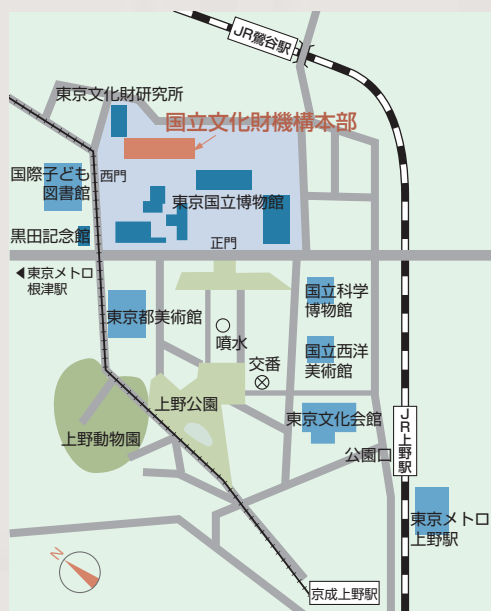 JR鶯谷駅
東京文化財研究所
国立文化財機構本部
国際子ども
図書館
西門
東京国立博物館
黒田記念館
正門
東京メトロ
根津駅
国立科学
博物館
東京都美術館
噴水
国立西洋
美術館
交番
上野公園
東京文化会館
上野動物園
公園口
JR上野駅
東京メトロ
上野駅
N
京成上野駅